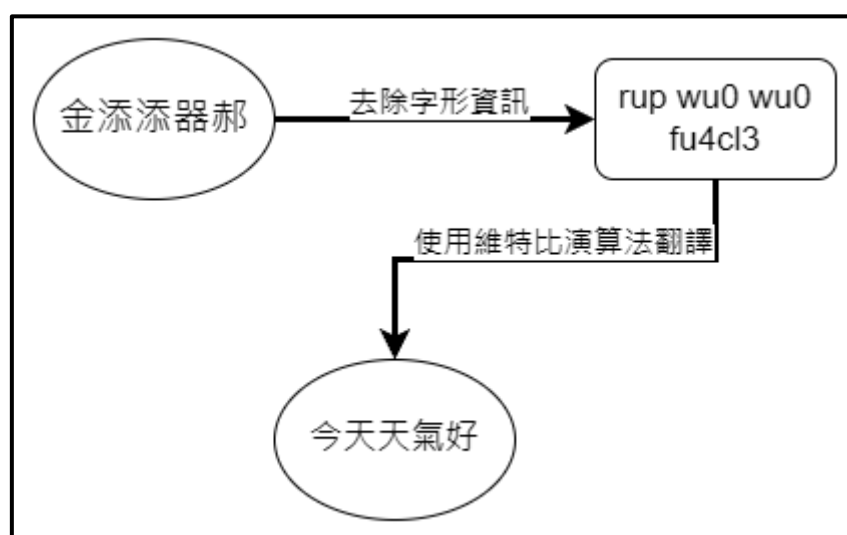 金添添器郝
去除字形資訊
rup wu0 wu0
fu4cl3
使用維特比演算法翻譯
今天天氣好